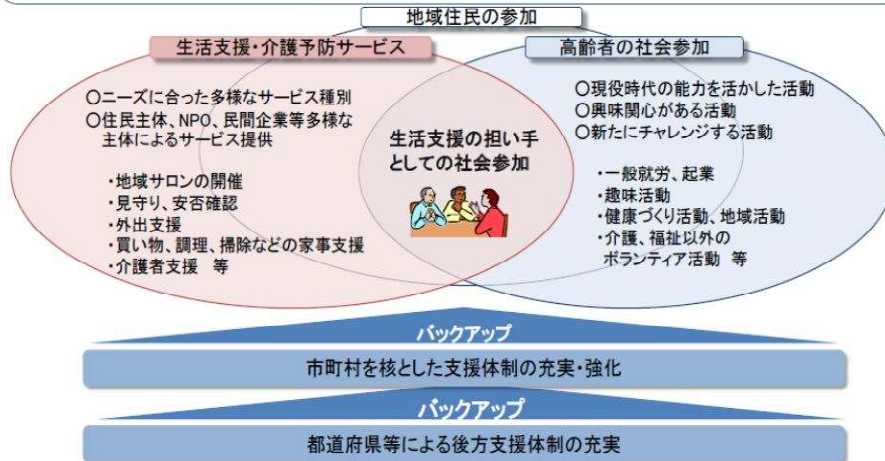 地域住民の参加
生活支援・介護予防サービス
高齢者の社会参加
○ニーズに合った多様なサービス種別
○住民主体、NPO、民間企業等多様な
主体によるサービス提供
・地域サロンの開催
・見守り、安否確認
・外出支援
・買い物、調理、掃除などの家事支援
・介護者支援 等
生活支援の担い手
としての社会参加
○現役時代の能力を活かした活動
○興味関心がある活動
○新たにチャレンジする活動
・一般就労、起業
・趣味活動
・健康づくり活動、地域活動
・介護、福祉以外の
ボランティア活動 等
バックアップ
市町村を核とした支援体制の充実・強化
バックアップ
都道府県等による後方支援体制の充実